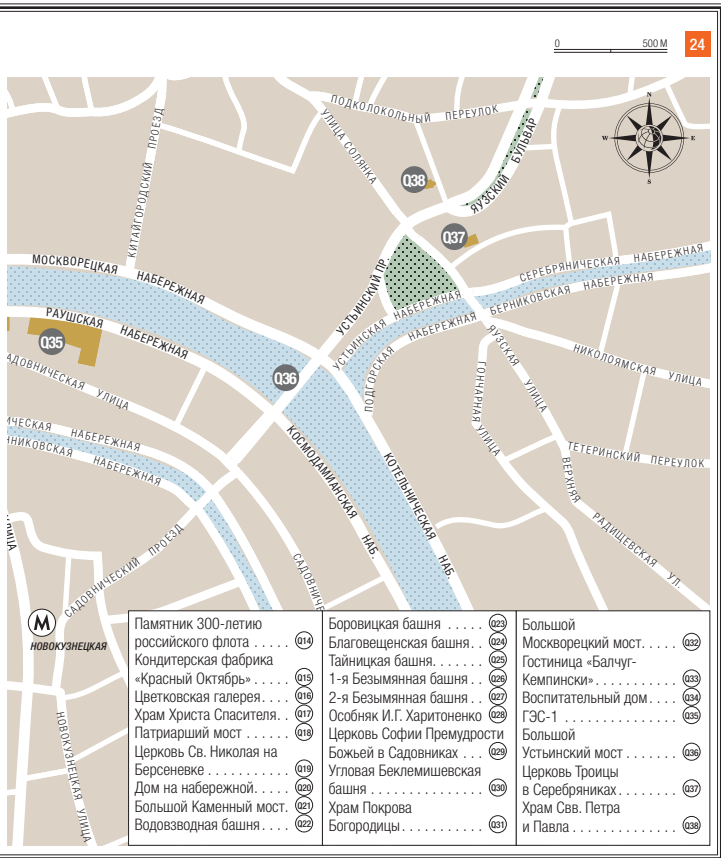 0 500 М 24
ПОДКОЛОКОЛЬНЫЙ ПЕРЕУЛОК
УЛИЦА СОЛЯНКА
КИТАЙГОРОДСКИЙ ПРОЕЗД
N
W E
S
Q38
ЯУЗСКИЙ БУЛЬВАР
Q37
МОСКВОРЕЦКАЯ НАБЕРЕЖНАЯ
УСТЬИНСКИЙ ПР.
СЕРЕБРЯНИЧЕСКАЯ НАБЕРЕЖНАЯ
БЕРНИКОВСКАЯ НАБЕРЕЖНАЯ
УСТЬИНСКАЯ НАБЕРЕЖНАЯ
ПОДГОВСКАЯ НАБЕРЕЖНАЯ
РАУШСКАЯ НАБЕРЕЖНАЯ
Q35
Q36
ЯУЗСКАЯ УЛИЦА
НИКОЛОЯМСКАЯ УЛИЦА
ГОНЧАРНАЯ УЛИЦА
АДОВНИЧЕСКАЯ УЛИЦА
ИЧЕСКАЯ НАБЕРЕЖНАЯ
ННИКОВСКАЯ НАБЕРЕЖНАЯ
КОСМОДАМИАНСКАЯ НАБ.
КОТЕЛЬНИЧЕСКАЯ НАБ.
ТЕТЕРИНСКИЙ ПЕРЕУЛОК
ВЕРХНЯЯ РАДИЩЕВСКАЯ УЛ.
САДОВНИЧЕСКИЙ ПРОЕЗД
САДОВНИЧЕ
УЛИЦА
М
НОВОКУЗНЕЦКАЯ
НОВОКУЗНЕЦКАЯ УЛИЦА
Памятник 300-летию
российского флота . . . . . Q14
Кондитерская фабрика
«Красный Октябрь» . . . . . Q15
Цветковская галерея . . . . Q16
Храм Христа Спасителя. . Q17
Патриарший мост . . . . . . Q18
Церковь Св. Николая на
Берсеневке . . . . . . . . . . . Q19
Дом на набережной. . . . . Q20
Большой Каменный мост. Q21
Водовзводная башня . . . . Q22
Боровицкая башня . . . . . Q23
Благовещенская башня. . Q24
Тайницкая башня. . . . . . . Q25
1-я Безымянная башня . . Q26
2-я Безымянная башня . . Q27
Особняк И.Г. Харитоненко Q28
Церковь Софии Премудрости
Божьей в Садовниках . . . Q29
Угловая Беклемишевская
башня . . . . . . . . . . . . . . . Q30
Храм Покрова
Богородицы . . . . . . . . . . . Q31
Большой
Москворецкий мост. . . . . Q32
Гостиница «Балчуг-
Кемпински». . . . . . . . . . . Q33
Воспитательный дом . . . . Q34
ГЭС-1 . . . . . . . . . . . . . . . Q35
Большой
Устьинский мост . . . . . . . Q36
Церковь Троицы
в Серебряниках. . . . . . . . Q37
Храм Свв. Петра
и Павла . . . . . . . . . . . . . . Q38